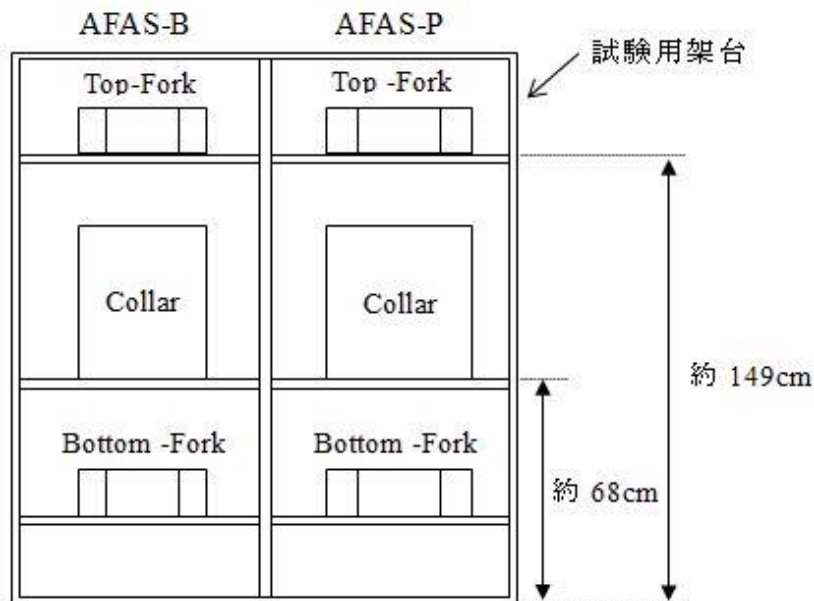 AFAS-B
AFAS-P
試験用架台
Top-Fork
Top -Fork
Collar
Collar
約 149cm
Bottom -Fork
Bottom -Fork
約 68cm